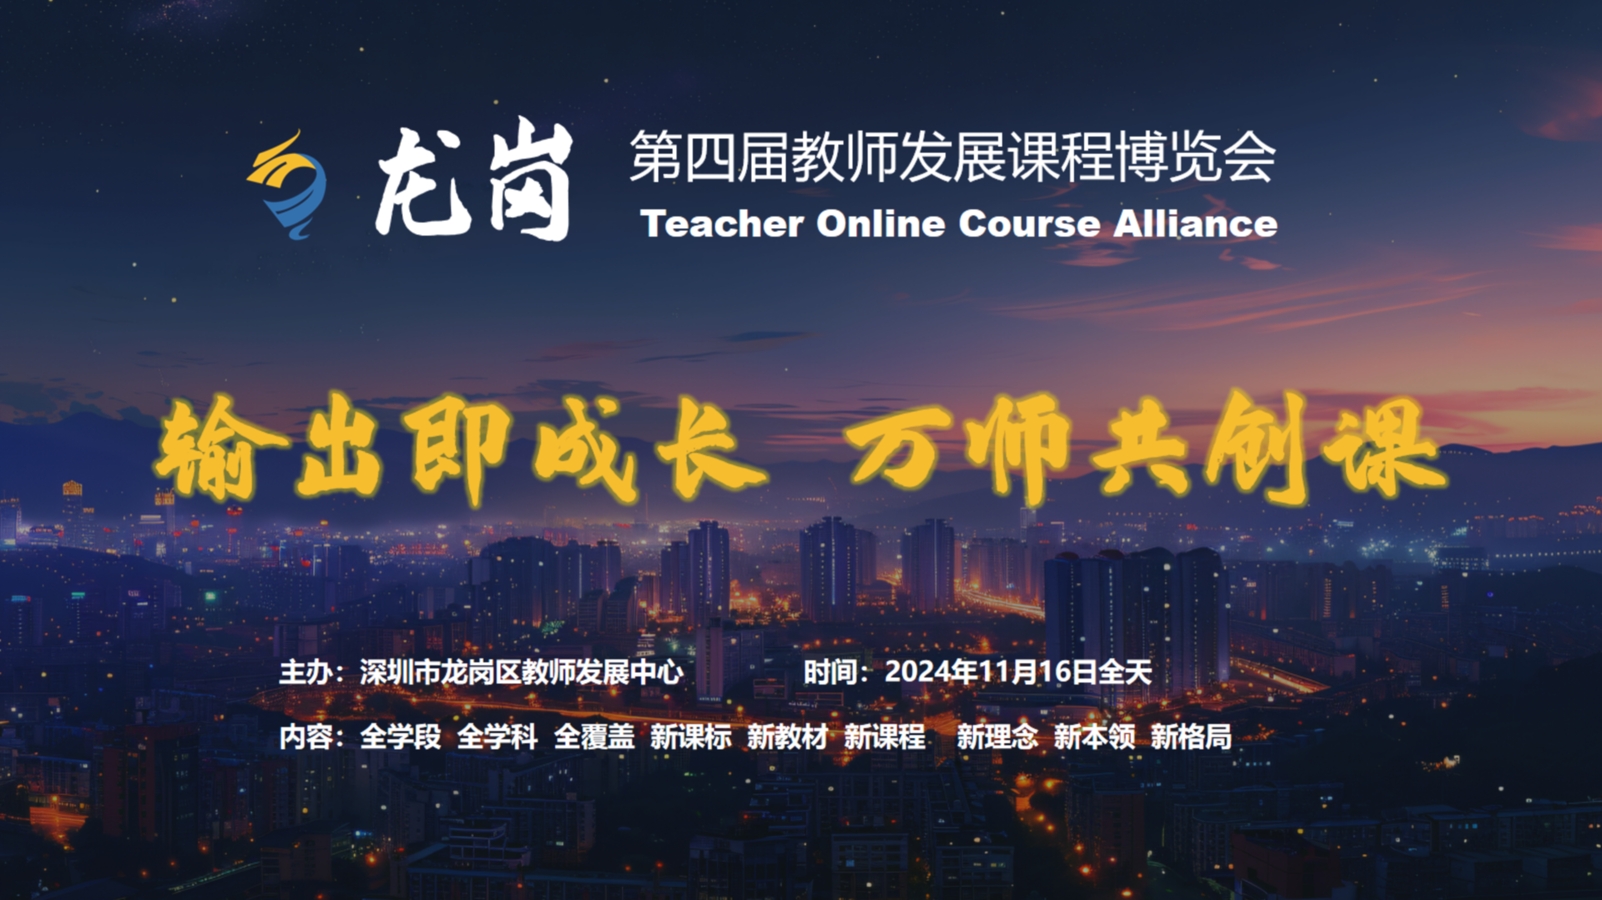 龙岗 第四届教师发展课程博览会
Teacher Online Course Alliance
输出即成长 万师共创课
主办：深圳市龙岗区教师发展中心 时间：2024年11月16日全天
内容：全学段 全学科 全覆盖 新课标 新教材 新课程 新理念 新本领 新格局